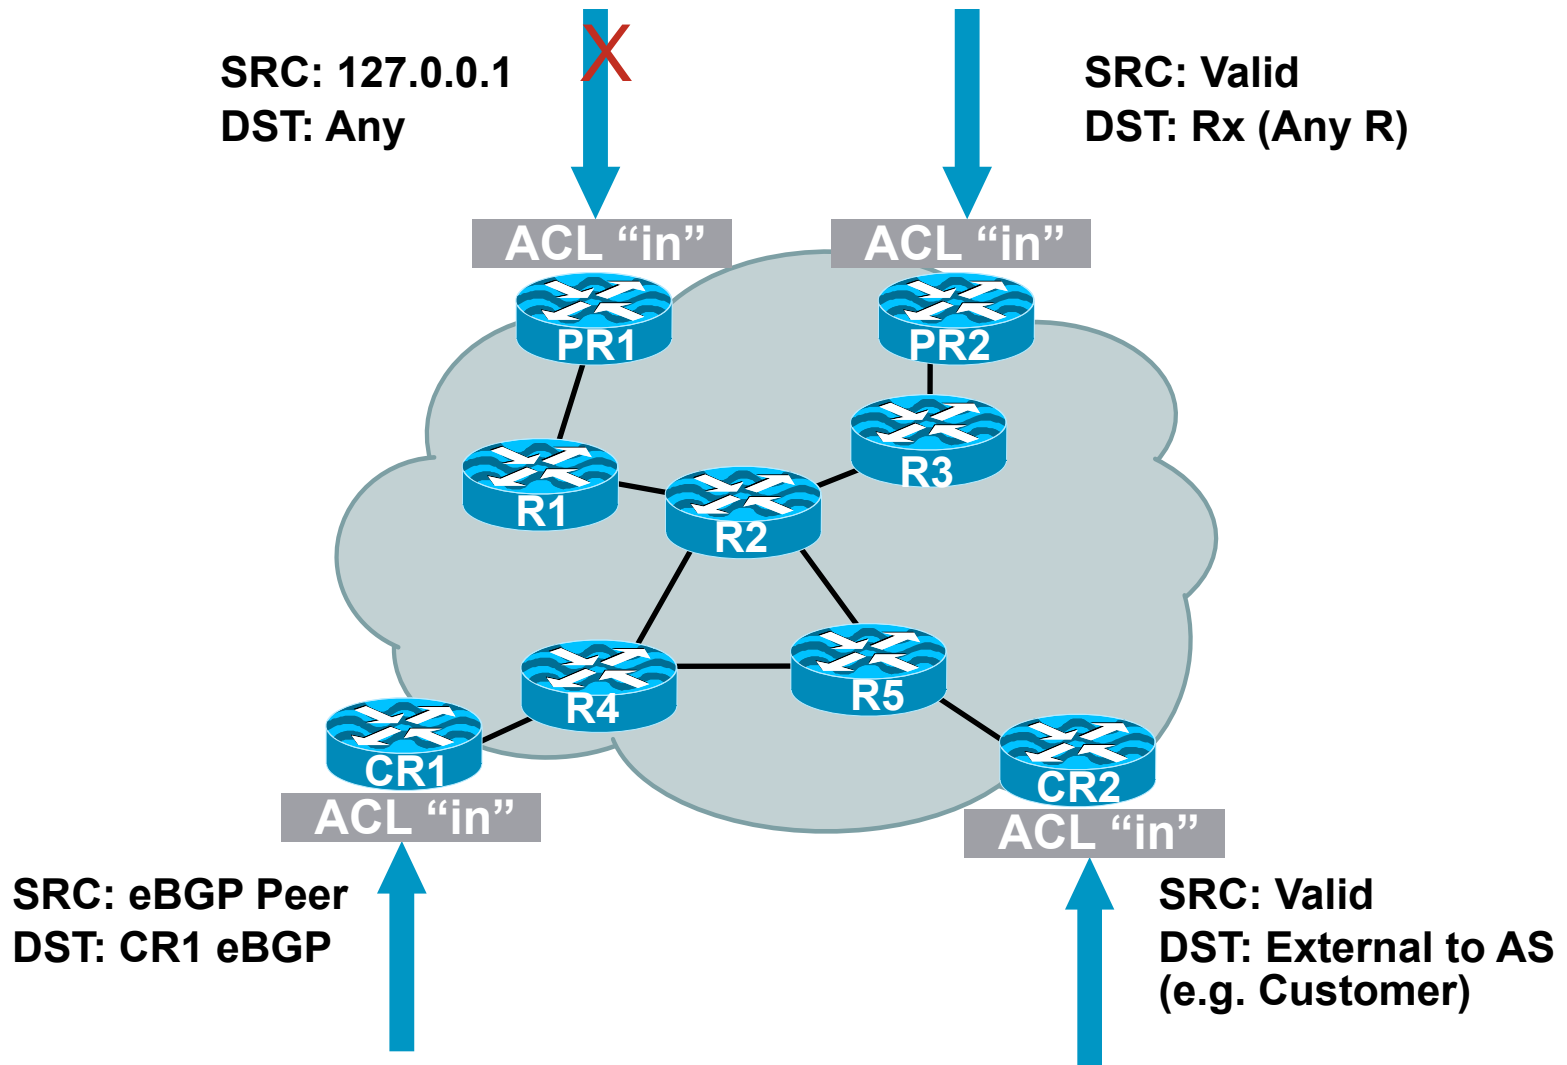 SRC: 127.0.0.1
DST: Any
X
SRC: Valid
DST: Rx (Any R)
ACL “in”
ACL “in”
PR1
PR2
R3
R1
R2
R4
R5
CR1
CR2
ACL “in”
ACL “in”
SRC: eBGP Peer
DST: CR1 eBGP
SRC: Valid
DST: External to AS
(e.g. Customer)